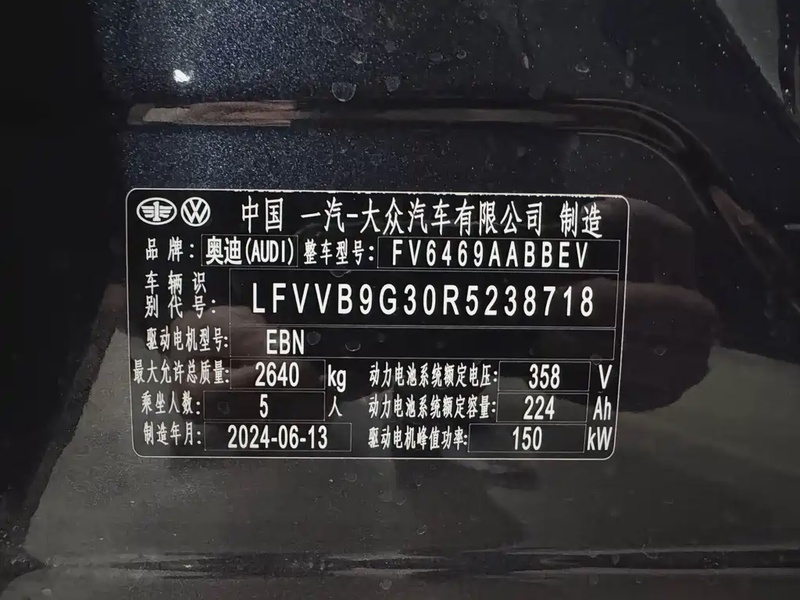 中国 一汽-大众汽车有限公司 制造
品牌: 奥迪(AUDI) 整车型号: FV6469AABBEV
车辆识别代号: LFVVB9G30R5238718
驱动电机型号: EBN
最大允许总质量: 2640 kg 动力电池系统额定电压: 358 V
乘坐人数: 5 人 动力电池系统额定容量: 224 Ah
制造年月: 2024-06-13 驱动电机峰值功率: 150 kW